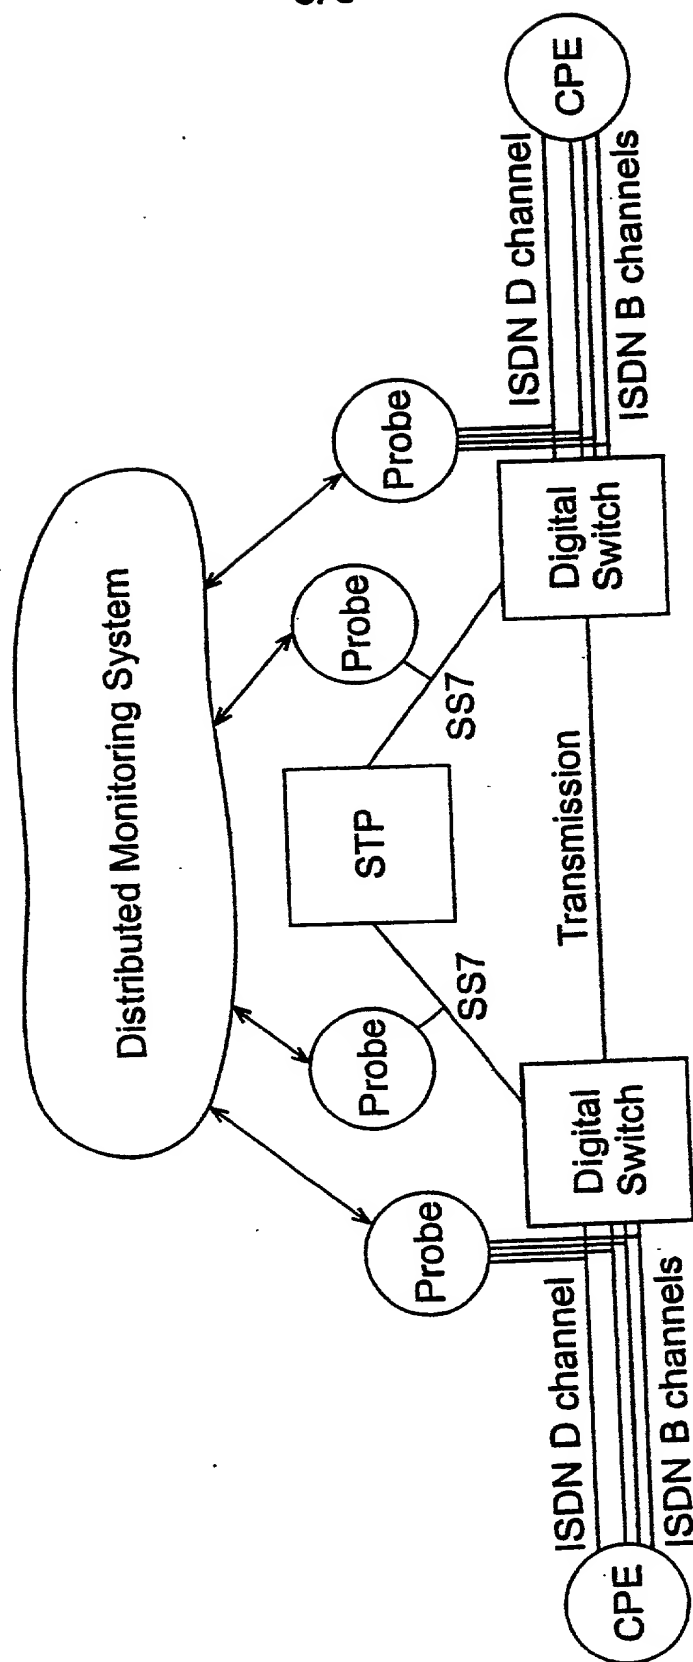 Distributed Monitoring System
Probe
Probe
Probe
Probe
STP
SS7
SS7
CPE
ISDN D channel
ISDN B channels
Digital
Switch
Transmission
Digital
Switch
ISDN D channel
ISDN B channels
CPE